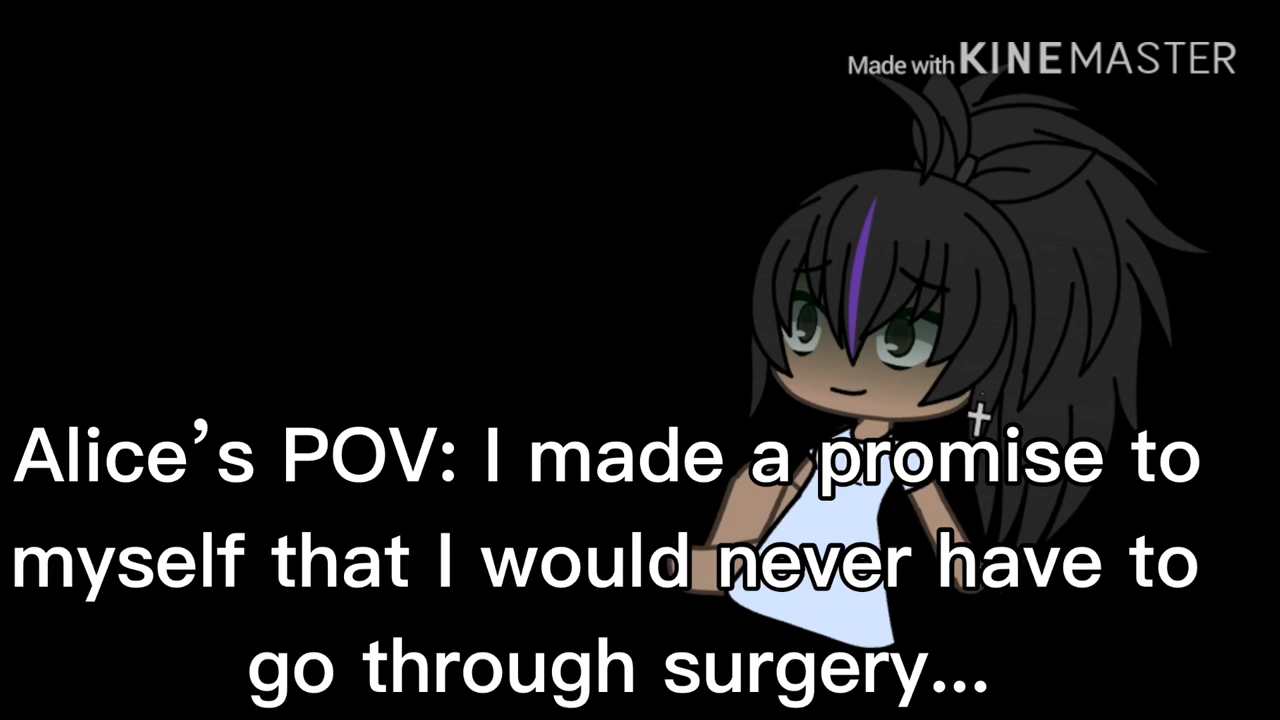 Made with KINEMASTER
Alice’s POV: I made a promise to
myself that I would never have to
go through surgery...